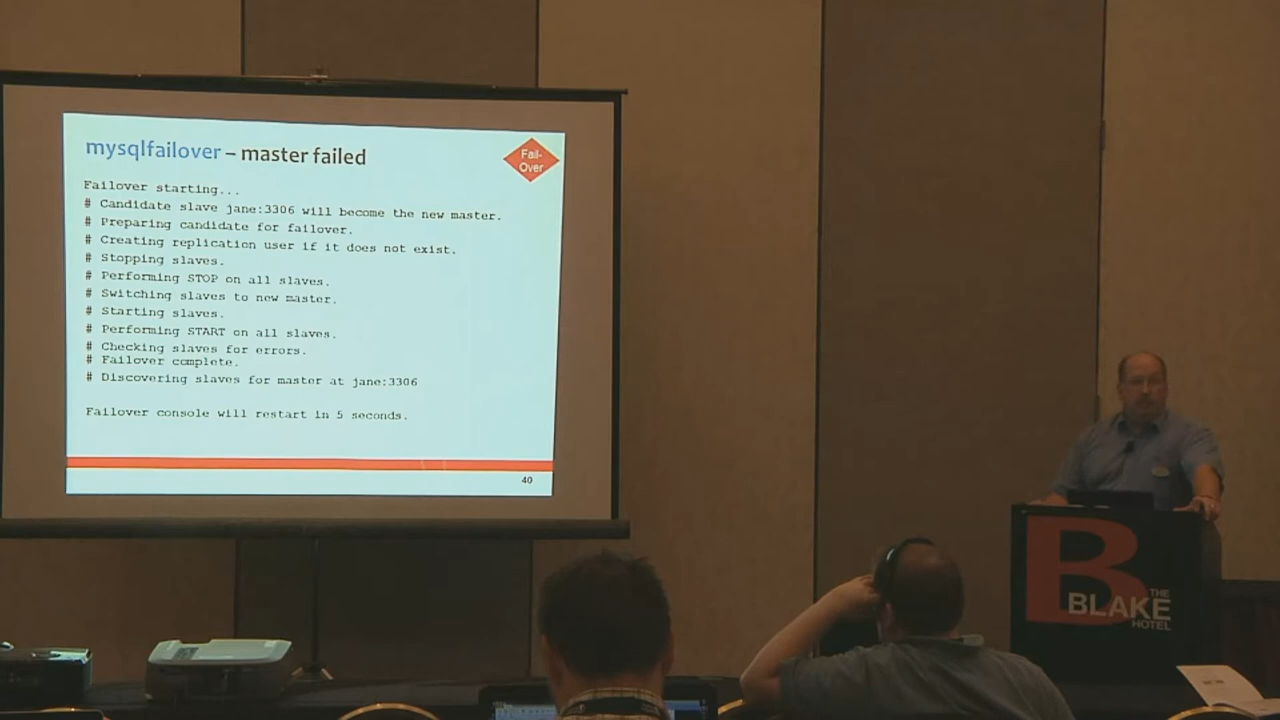 mysqlfailover – master failed
Fail-
Over
Failover starting...
# Candidate slave jane:3306 will become the new master.
# Preparing candidate for failover.
# Creating replication user if it does not exist.
# Stopping slaves.
# Performing STOP on all slaves.
# Switching slaves to new master.
# Starting slaves.
# Performing START on all slaves.
# Checking slaves for errors.
# Failover complete.
# Discovering slaves for master at jane:3306
Failover console will restart in 5 seconds.
40
B
THE
BLAKE
HOTEL